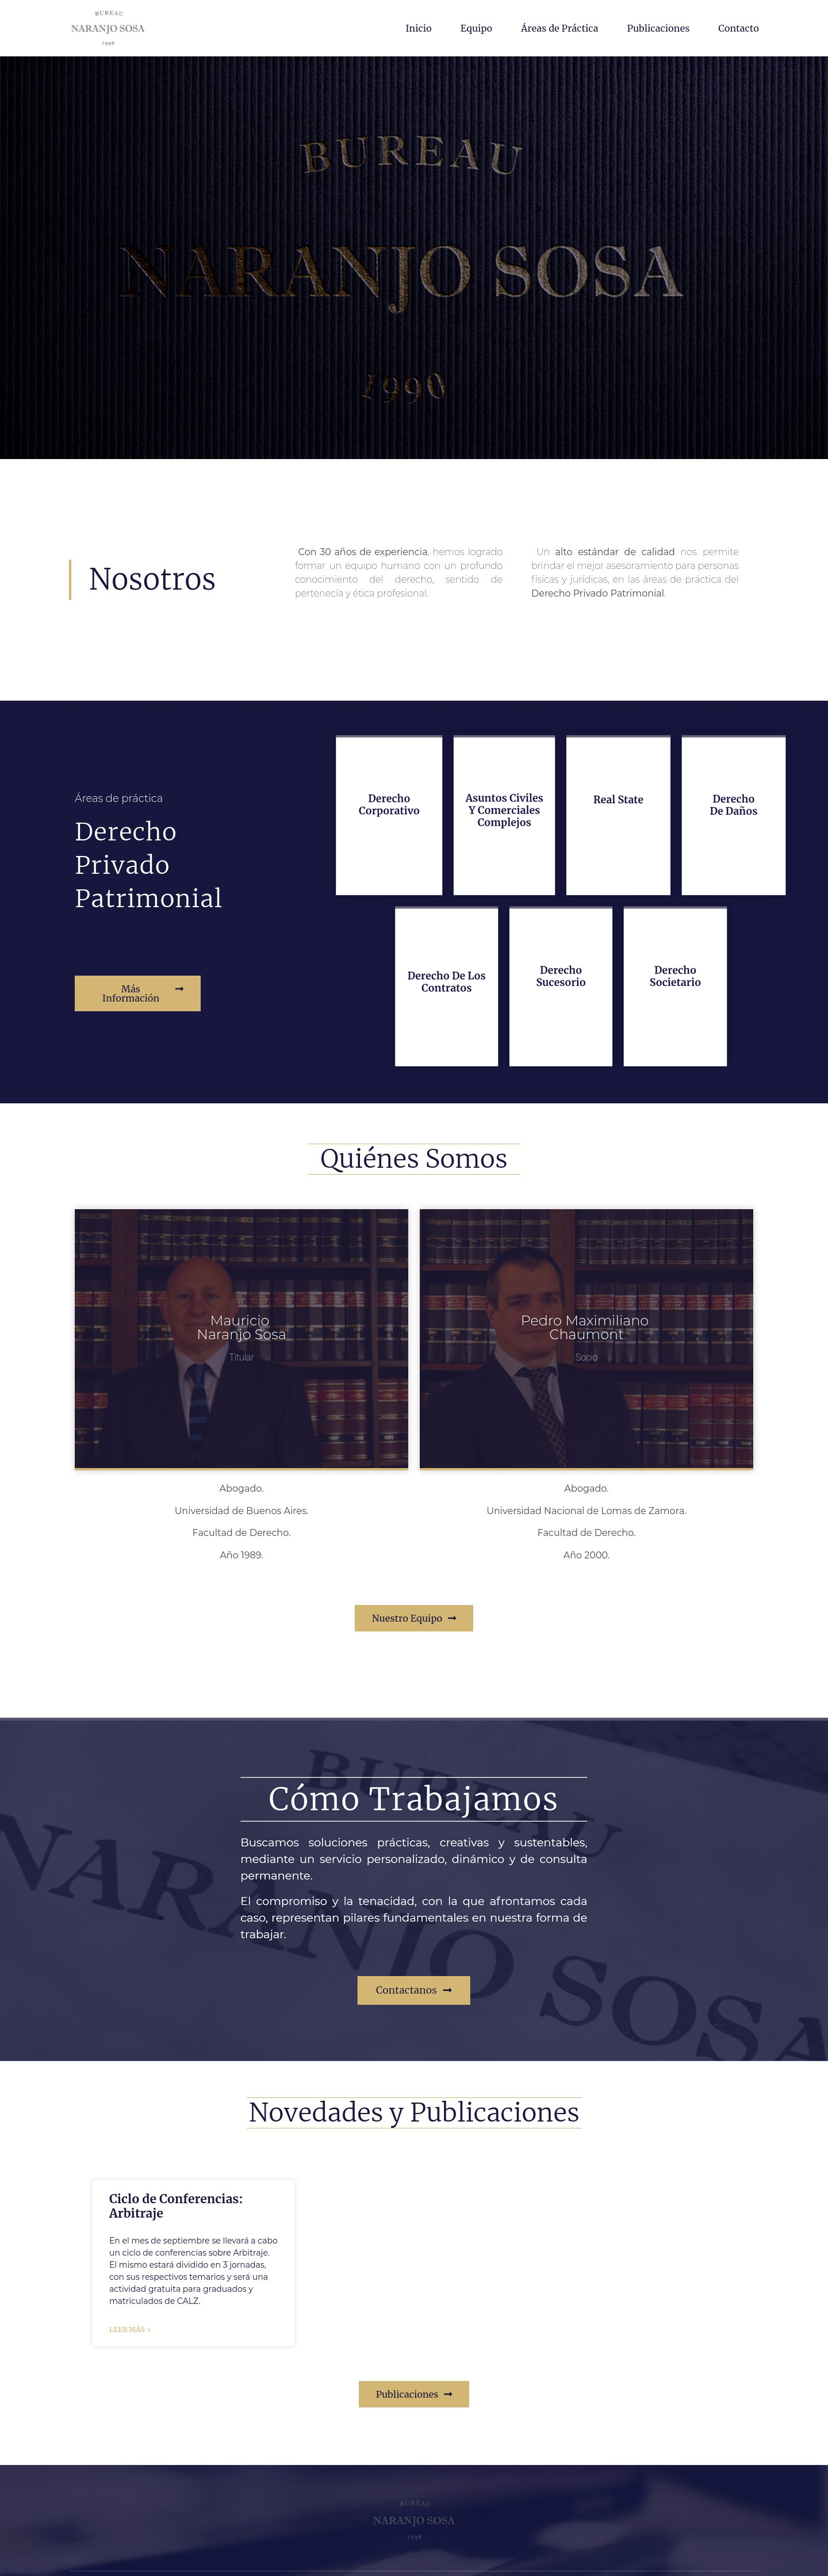 BUREAU
NARANJO SOSA
1990
Inicio
Equipo
Áreas de Práctica
Publicaciones
Contacto
BUREAU
NARANJO SOSA
1990
Nosotros
Con 30 años de experiencia, hemos logrado
formar un equipo humano con un profundo
conocimiento del derecho, sentido de
pertenecía y ética profesional.
Un alto estándar de calidad nos permite
brindar el mejor asesoramiento para personas
físicas y jurídicas, en las áreas de práctica del
Derecho Privado Patrimonial.
Áreas de práctica
Derecho
Privado
Patrimonial
Más
Información
Derecho
Corporativo
Asuntos Civiles
Y Comerciales
Complejos
Real State
Derecho
De Daños
Derecho De Los
Contratos
Derecho
Sucesorio
Derecho
Societario
Quiénes Somos
Mauricio
Naranjo Sosa
Titular
Abogado.
Universidad de Buenos Aires.
Facultad de Derecho.
Año 1989.
Pedro Maximiliano
Chaumont
Socio
Abogado.
Universidad Nacional de Lomas de Zamora.
Facultad de Derecho.
Año 2000.
Nuestro Equipo
BUREAU
NARANJO SOSA
Cómo Trabajamos
Buscamos soluciones prácticas, creativas y sustentables,
mediante un servicio personalizado, dinámico y de consulta
permanente.
El compromiso y la tenacidad, con la que afrontamos cada
caso, representan pilares fundamentales en nuestra forma de
trabajar.
Contactanos
Novedades y Publicaciones
Ciclo de Conferencias:
Arbitraje
En el mes de septiembre se llevará a cabo
un ciclo de conferencias sobre Arbitraje.
El mismo estará dividido en 3 jornadas,
con sus respectivos temarios y será una
actividad gratuita para graduados y
matriculados de CALZ.
LEER MÁS >
Publicaciones
BUREAU
NARANJO SOSA
1990